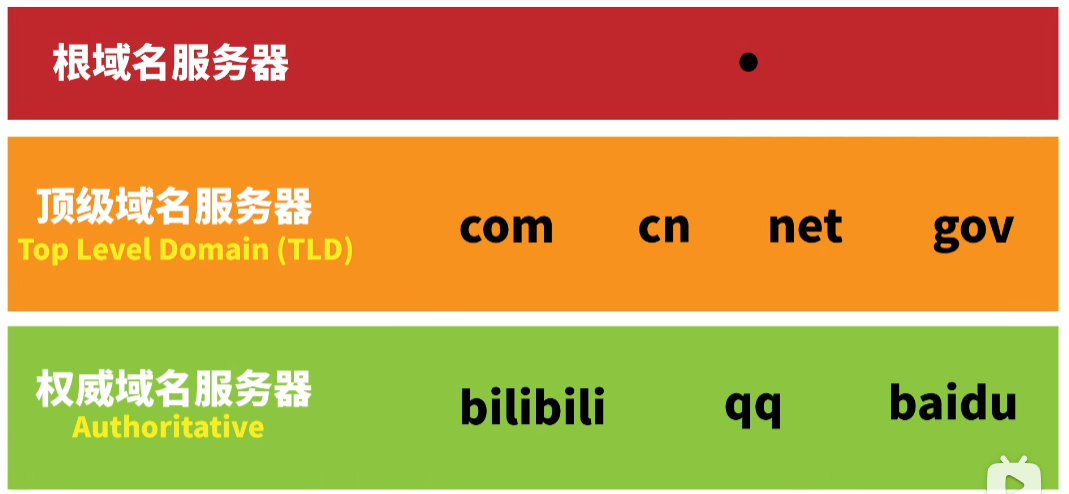 根域名服务器
•
顶级域名服务器
Top Level Domain (TLD)
com cn net gov
权威域名服务器
Authoritative
bilibili qq baidu